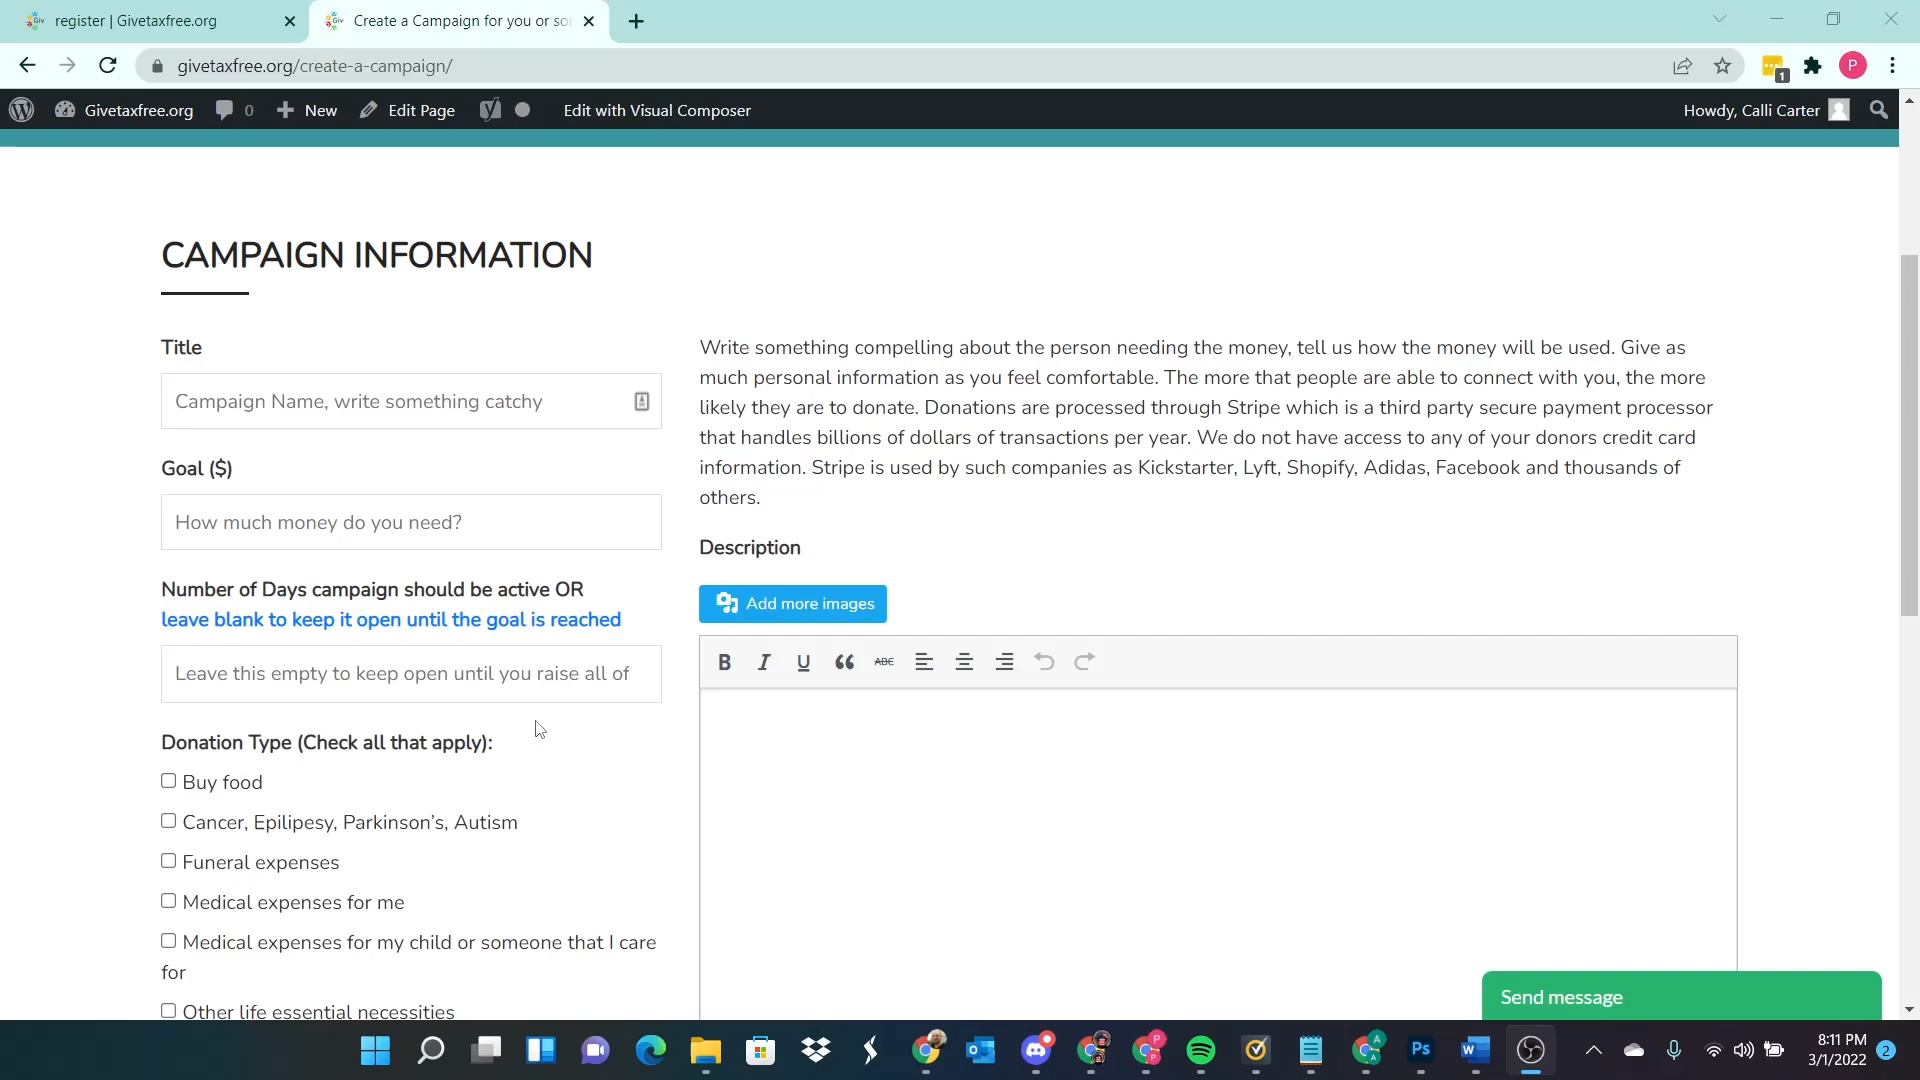 register | Givetaxfree.org
Create a Campaign for you or so
givetaxfree.org/create-a-campaign/
1
P
Givetaxfree.org 0 New Edit Page Edit with Visual Composer Howdy, Calli Carter
CAMPAIGN INFORMATION
Title
Campaign Name, write something catchy
Goal ($)
How much money do you need?
Number of Days campaign should be active OR
leave blank to keep it open until the goal is reached
Leave this empty to keep open until you raise all of
Donation Type (Check all that apply):
Buy food
Cancer, Epilipesy, Parkinson's, Autism
Funeral expenses
Medical expenses for me
Medical expenses for my child or someone that I care
for
Other life essential necessities
Write something compelling about the person needing the money, tell us how the money will be used. Give as
much personal information as you feel comfortable. The more that people are able to connect with you, the more
likely they are to donate. Donations are processed through Stripe which is a third party secure payment processor
that handles billions of dollars of transactions per year. We do not have access to any of your donors credit card
information. Stripe is used by such companies as Kickstarter, Lyft, Shopify, Adidas, Facebook and thousands of
others.
Description
Add more images
B I U ABC
Send message
P
A
Ps
W
8:11 PM
3/1/2022
2